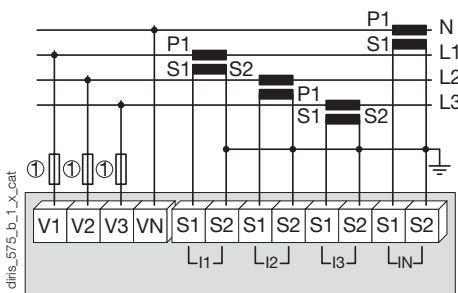 P1 N
P1 S1 L1
S1 S2 L2
P1 L3
S1 S2
① ① ①
V1 V2 V3 VN S1 S2 S1 S2 S1 S2 S1 S2
I1 I2 I3 IN
diris_575_b_1_x_cat